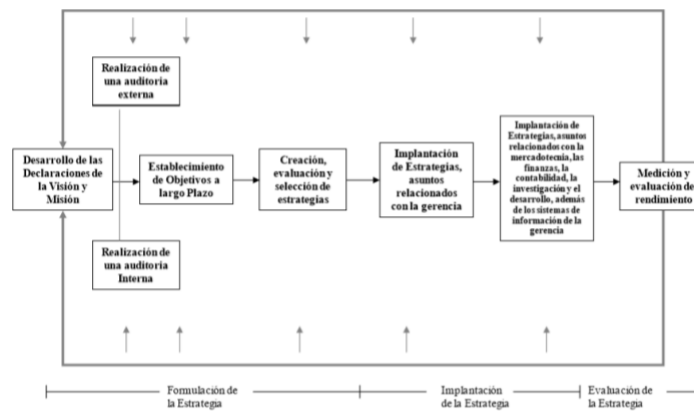 Realización de
una auditoría
externa
Desarrollo de las
Declaraciones de
la Visión y
Misión
Establecimiento
de Objetivos a
largo Plazo
Creación,
evaluación y
selección de
estrategias
Implantación
de Estrategias,
asuntos
relacionados
con la gerencia
Implantación de
Estrategias, asuntos
relacionados con la
mercadotecnia, las
finanzas, la
contabilidad, la
investigación y el
desarrollo, además
de los sistemas de
información de la
gerencia
Medición y
evaluación de
rendimiento
Realización de
una auditoría
Interna
Formulación de
la Estrategia
Implantación
de la Estrategia
Evaluación de
la Estrategia